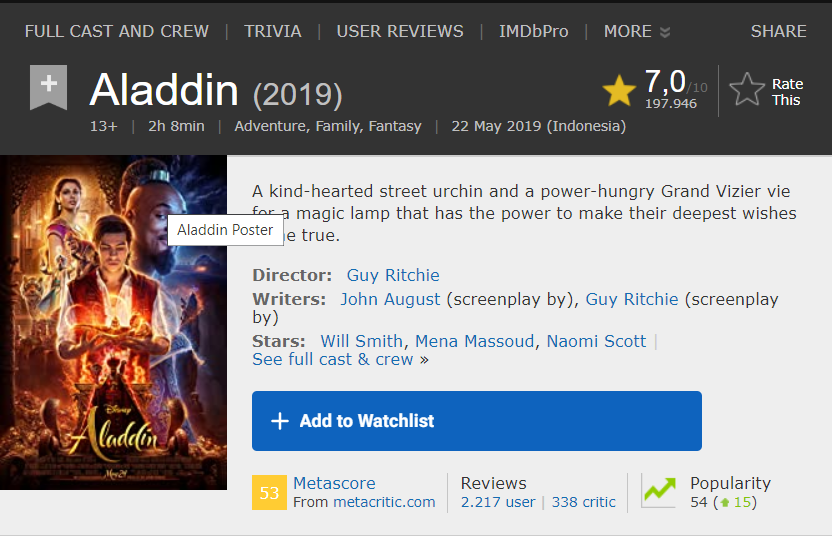 FULL CAST AND CREW | TRIVIA | USER REVIEWS | IMDbPro | MORE SHARE
Aladdin (2019)
7,0/10
197.946
Rate
This
13+ | 2h 8min | Adventure, Family, Fantasy | 22 May 2019 (Indonesia)
A kind-hearted street urchin and a power-hungry Grand Vizier vie
for a magic lamp that has the power to make their deepest wishes
me true.
Aladdin Poster
Director: Guy Ritchie
Writers: John August (screenplay by), Guy Ritchie (screenplay
by)
Stars: Will Smith, Mena Massoud, Naomi Scott |
See full cast & crew »
Disney
Aladdin
May 24
+ Add to Watchlist
53 Metascore
From metacritic.com
Reviews
2.217 user | 338 critic
Popularity
54 (15)